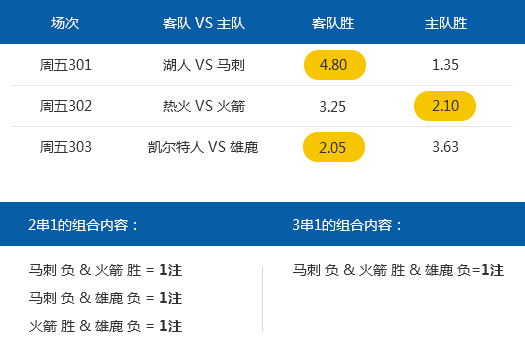 场次 客队 VS 主队 客队胜 主队胜
周五301 湖人 VS 马刺 4.80 1.35
周五302 热火 VS 火箭 3.25 2.10
周五303 凯尔特人 VS 雄鹿 2.05 3.63
2串1的组合内容： 3串1的组合内容：
马刺 负 & 火箭 胜 = 1注 马刺 负 & 火箭 胜 & 雄鹿 负=1注
马刺 负 & 雄鹿 负 = 1注
火箭 胜 & 雄鹿 负 = 1注